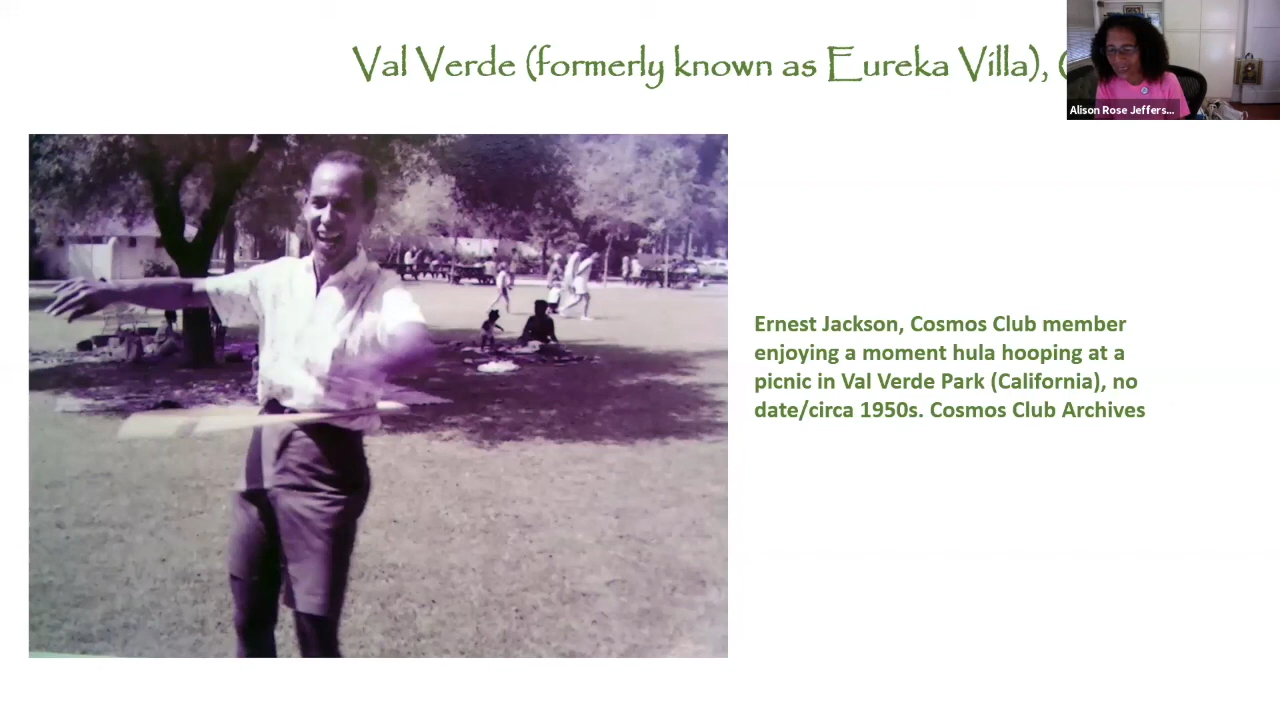 Val Verde (formerly known as Eureka Villa),
Alison Rose Jeffers...
Ernest Jackson, Cosmos Club member
enjoying a moment hula hooping at a
picnic in Val Verde Park (California), no
date/circa 1950s. Cosmos Club Archives